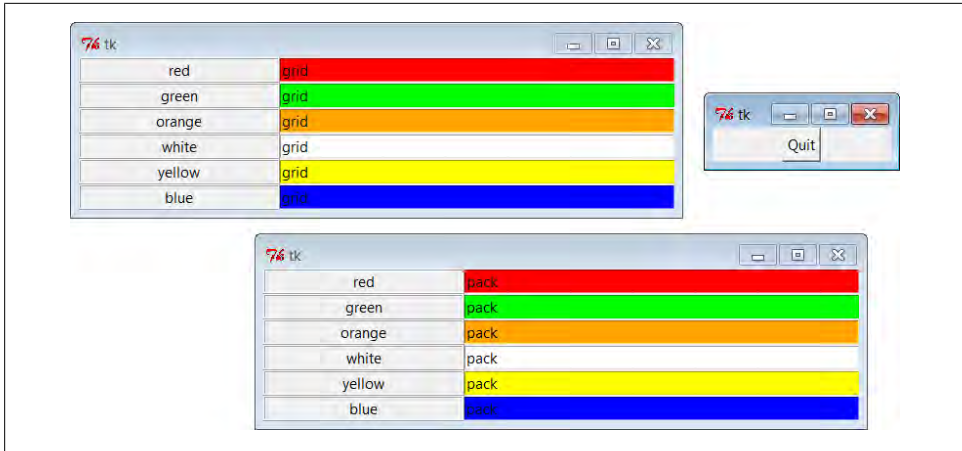 tk
red grid
green grid
orange grid
white grid
yellow grid
blue grid
tk
Quit
tk
red pack
green pack
orange pack
white pack
yellow pack
blue pack